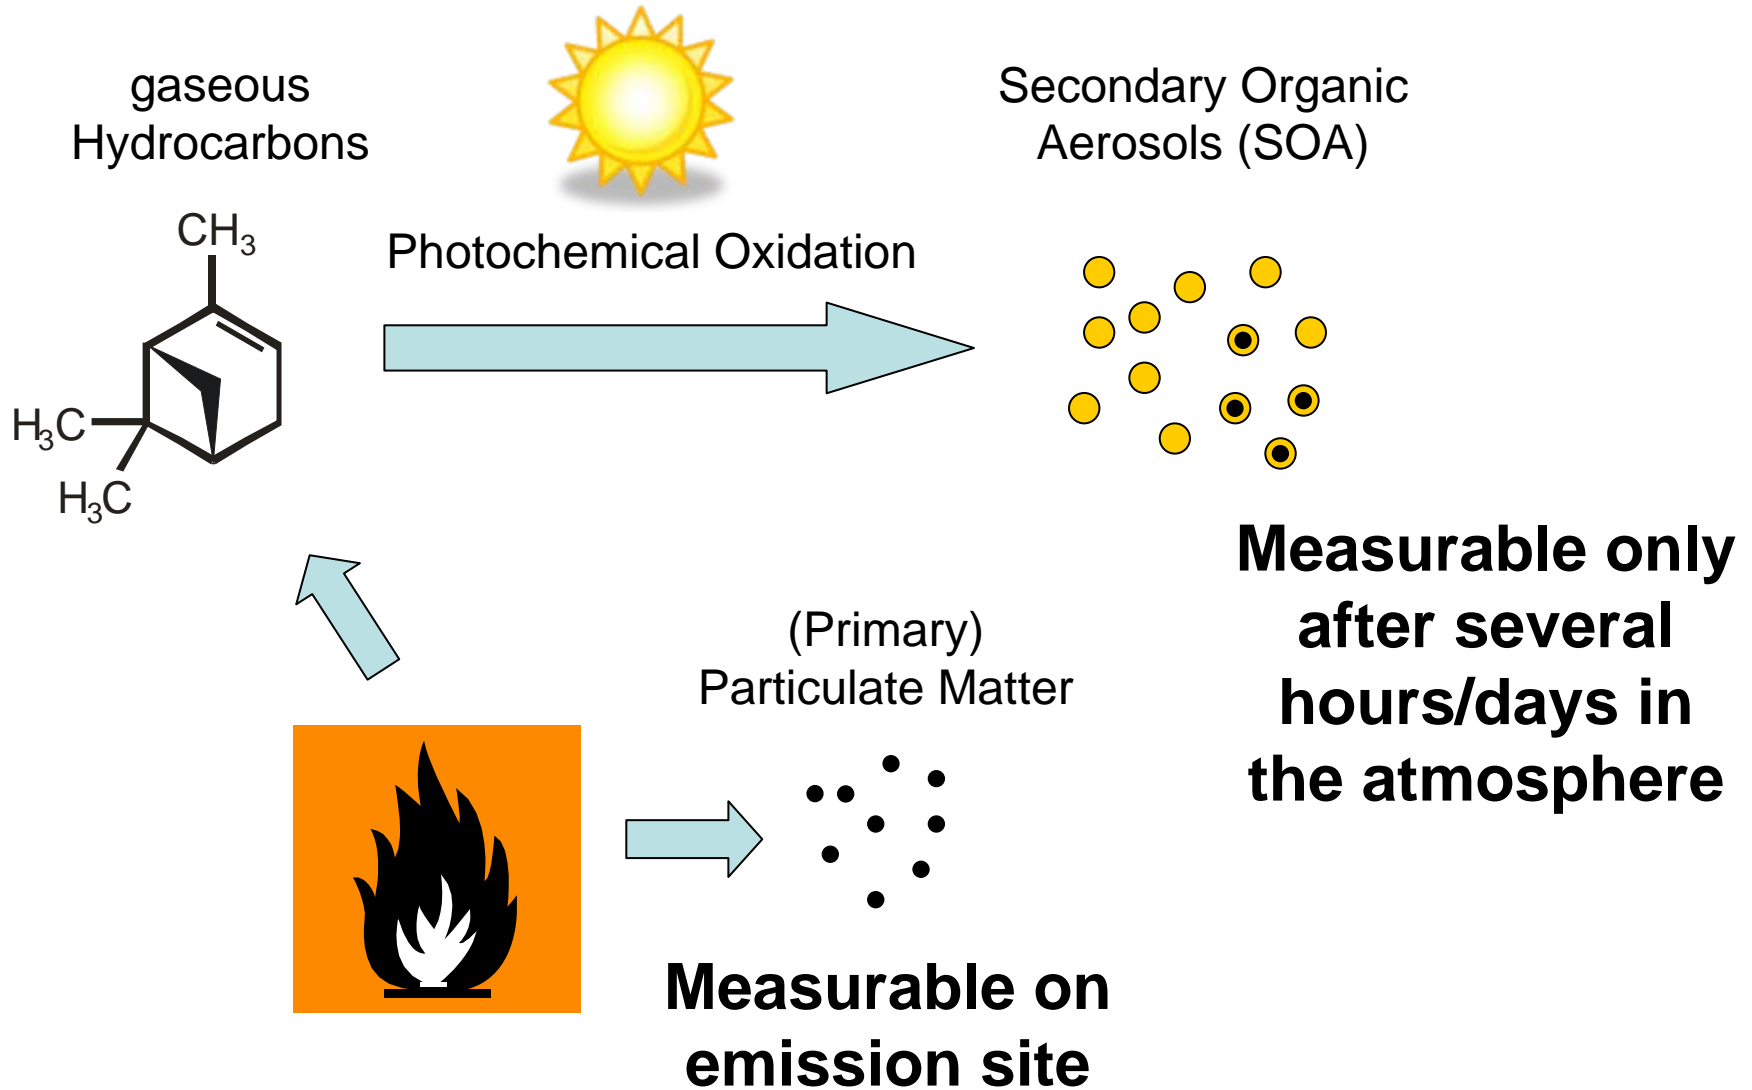 gaseous
Hydrocarbons
Photochemical Oxidation
Secondary Organic
Aerosols (SOA)
CH₃
H₃C
H₃C
Measurable only
after several
hours/days in
the atmosphere
(Primary)
Particulate Matter
Measurable on
emission site